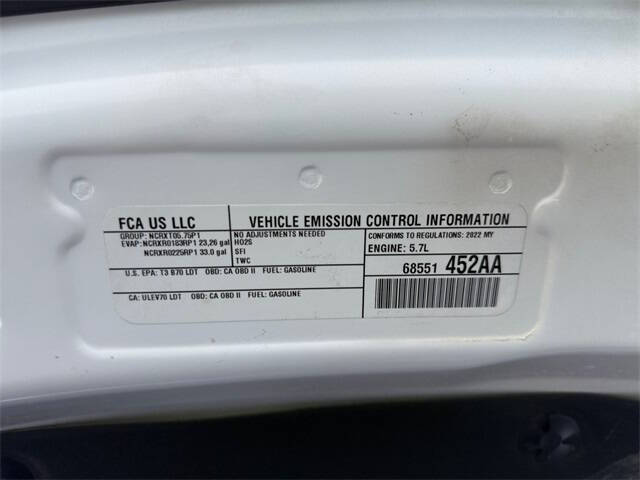 FCA US LLC
VEHICLE EMISSION CONTROL INFORMATION
GROUP: NCRXT05.75P1
EVAP: NCRXR0183RP1 23,26 gal
NCRXR0225RP1 33.0 gal
NO ADJUSTMENTS NEEDED
HO2S
SFI
TWC
CONFORMS TO REGULATIONS: 2022 MY
ENGINE: 5.7L
U.S. EPA: T3 B70 LDT OBD: CA OBD II FUEL: GASOLINE
CA: ULEV70 LDT OBD: CA OBD II FUEL: GASOLINE
68551 452AA